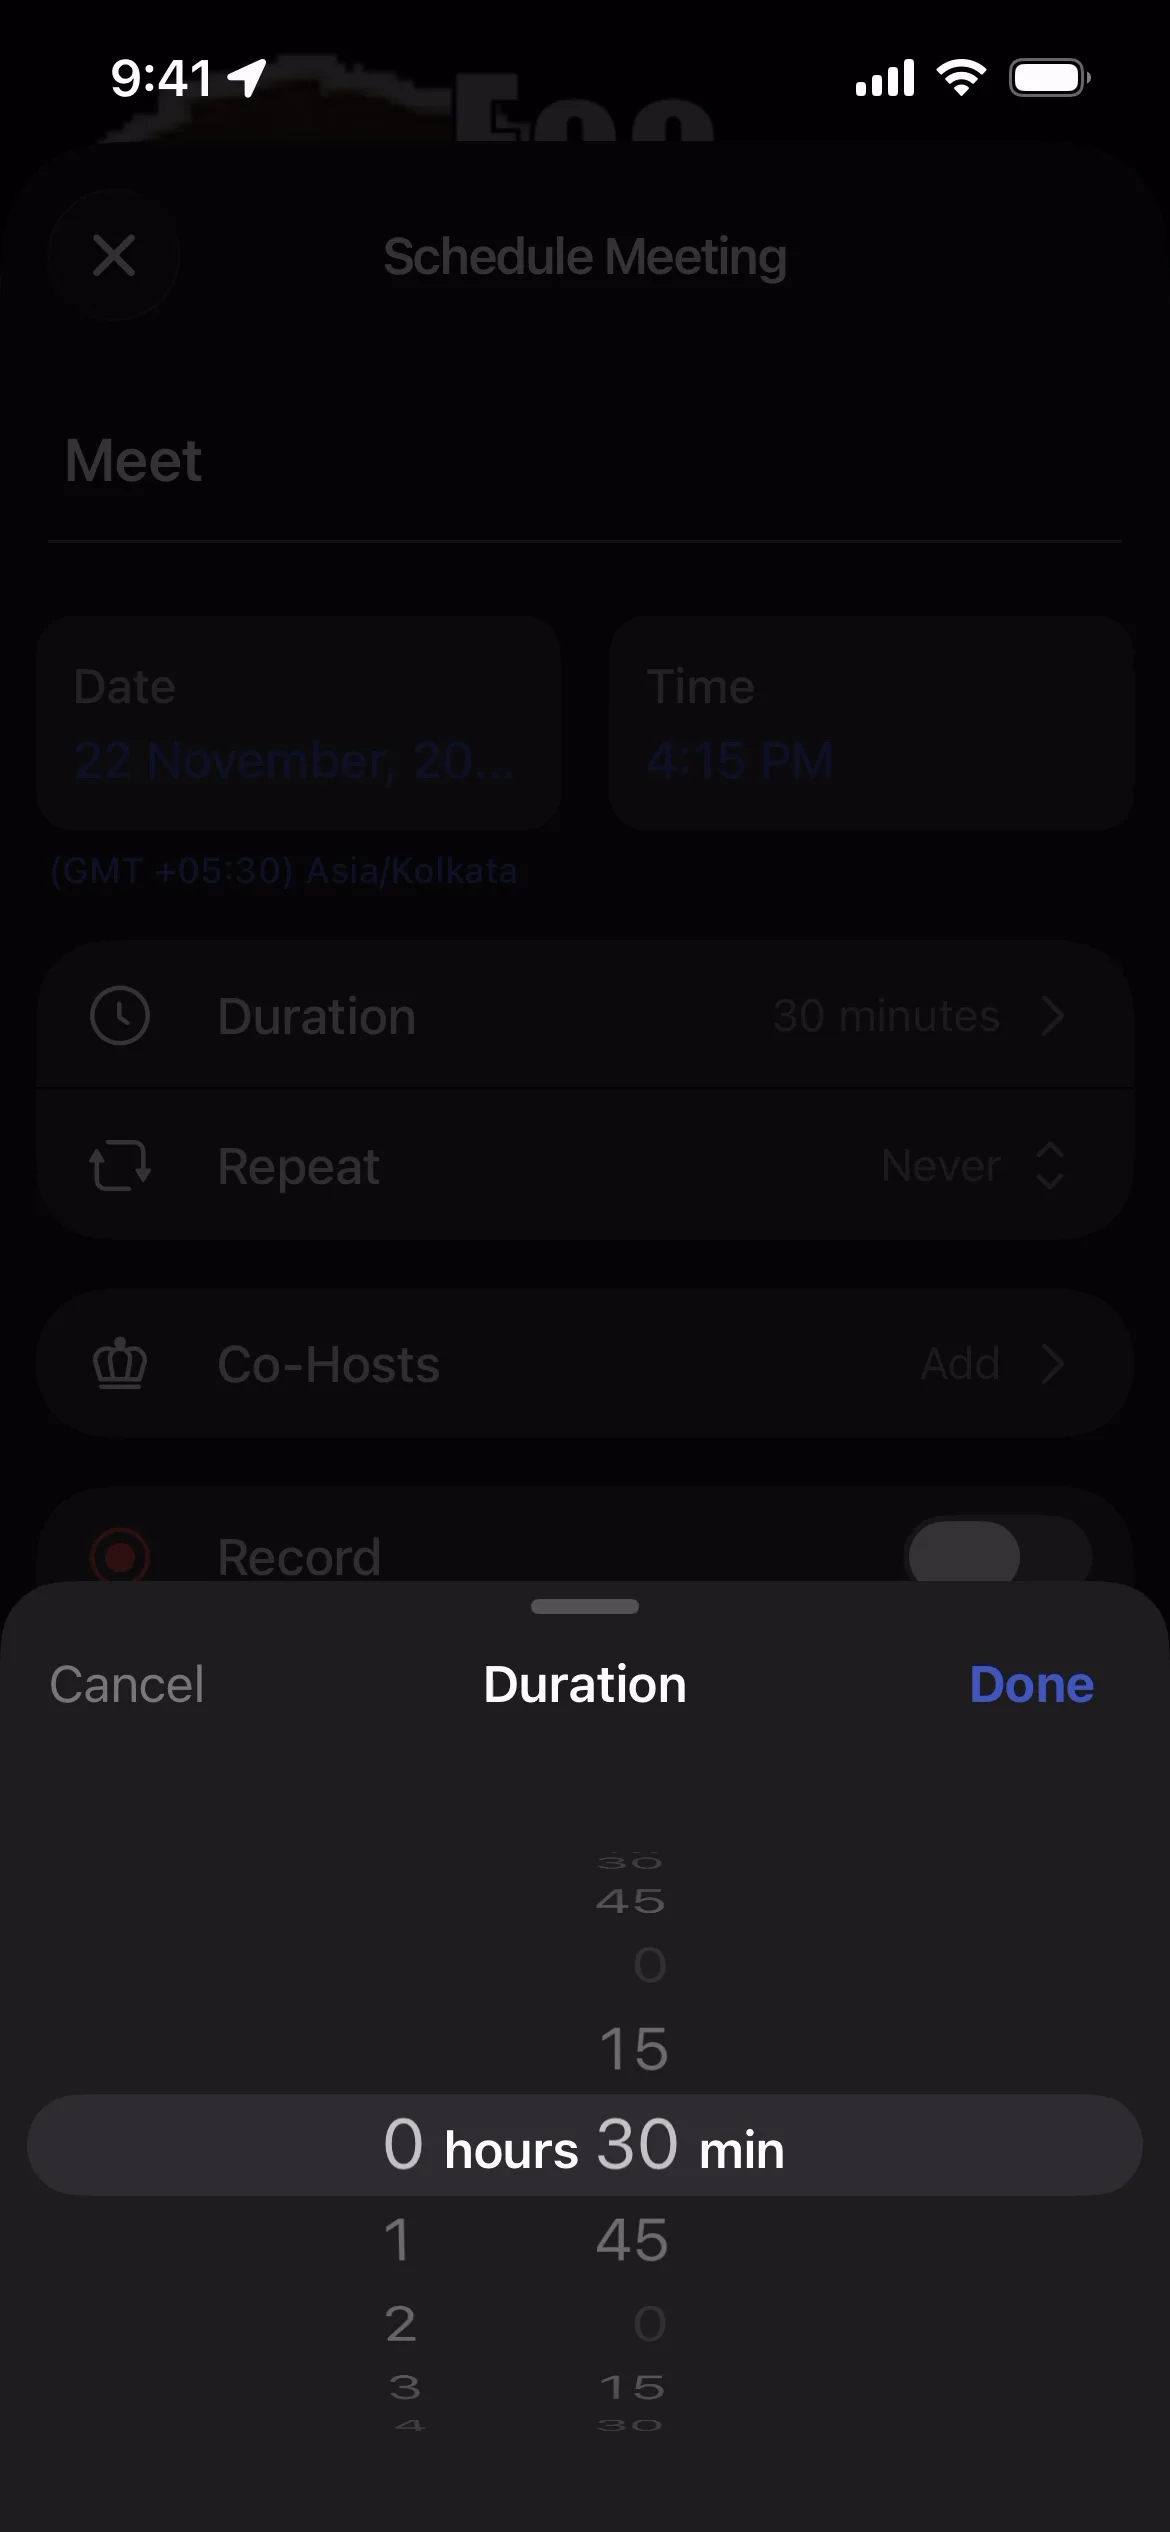 9:41
Schedule Meeting
Meet
Date
22 November, 20...
Time
4:15 PM
(GMT +05:30) Asia/Kolkata
Duration 30 minutes
Repeat Never
Co-Hosts Add
Record
Cancel Duration Done
30
45
0
15
0 hours 30 min
1 45
2 0
3 15
4 30